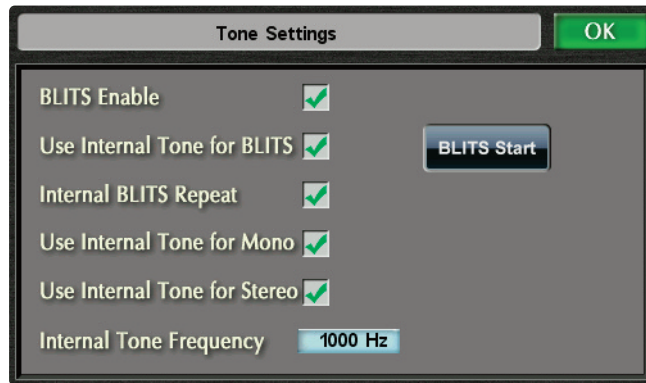 Tone Settings
OK
BLITS Enable
Use Internal Tone for BLITS
BLITS Start
Internal BLITS Repeat
Use Internal Tone for Mono
Use Internal Tone for Stereo
Internal Tone Frequency 1000 Hz